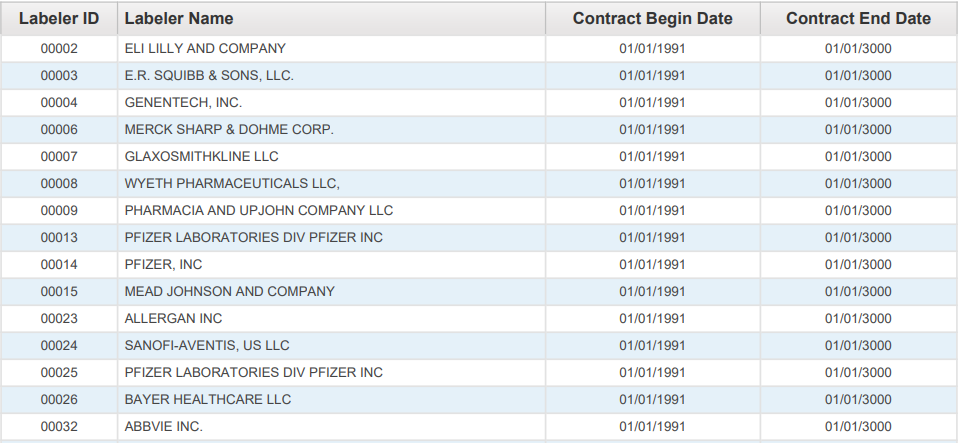 Labeler ID Labeler Name Contract Begin Date Contract End Date
00002 ELI LILLY AND COMPANY 01/01/1991 01/01/3000
00003 E.R. SQUIBB & SONS, LLC. 01/01/1991 01/01/3000
00004 GENENTECH, INC. 01/01/1991 01/01/3000
00006 MERCK SHARP & DOHME CORP. 01/01/1991 01/01/3000
00007 GLAXOSMITHKLINE LLC 01/01/1991 01/01/3000
00008 WYETH PHARMACEUTICALS LLC, 01/01/1991 01/01/3000
00009 PHARMACIA AND UPJOHN COMPANY LLC 01/01/1991 01/01/3000
00013 PFIZER LABORATORIES DIV PFIZER INC 01/01/1991 01/01/3000
00014 PFIZER, INC 01/01/1991 01/01/3000
00015 MEAD JOHNSON AND COMPANY 01/01/1991 01/01/3000
00023 ALLERGAN INC 01/01/1991 01/01/3000
00024 SANOFI-AVENTIS, US LLC 01/01/1991 01/01/3000
00025 PFIZER LABORATORIES DIV PFIZER INC 01/01/1991 01/01/3000
00026 BAYER HEALTHCARE LLC 01/01/1991 01/01/3000
00032 ABBVIE INC. 01/01/1991 01/01/3000